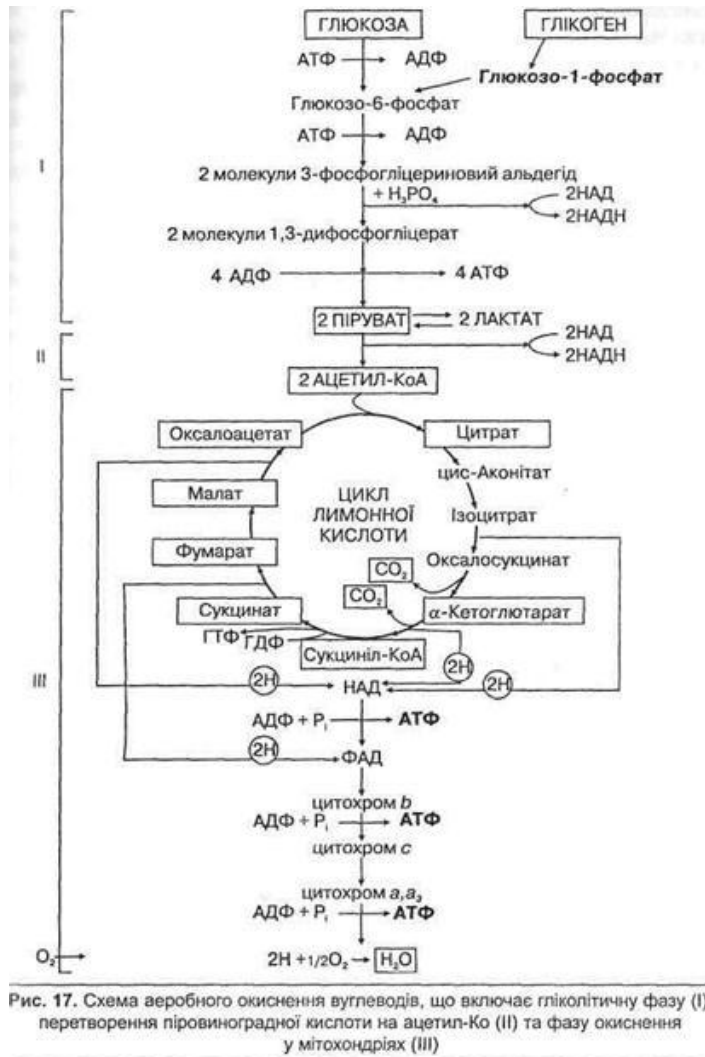 ГЛЮКОЗА ГЛІКОГЕН
АТФ АДФ
Глюкозо-1-фосфат
Глюкозо-6-фосфат
АТФ АДФ
I
2 молекули 3-фосфогліцериновий альдегід
+ H₃PO₄ 2НАД
2НАДН
2 молекули 1,3-дифосфогліцерат
4 АДФ 4 АТФ
2 ПІРУВАТ 2 ЛАКТАТ
II
2НАД
2НАДН
2 АЦЕТИЛ-КоА
Оксалоацетат Цитрат
цис-Аконітат
Малат ЦИКЛ
ЛИМОННОЇ
КИСЛОТИ
Ізоцитрат
Фумарат Оксалосукцинат
CO₂
CO₂
Сукцинат α-Кетоглютарат
ГТФ ГДФ
Сукциніл-КоА
III
2H НАД 2H 2H
АДФ + Pᵢ АТФ
2H ФАД
цитохром b
АДФ + Pᵢ АТФ
цитохром c
цитохром a,a₃
АДФ + Pᵢ АТФ
O₂ 2H +1/2O₂ H₂O
Рис. 17. Схема аеробного окиснення вуглеводів, що включає гліколітичну фазу (I)
перетворення піровиноградної кислоти на ацетил-Ко (II) та фазу окиснення
у мітохондріях (III)